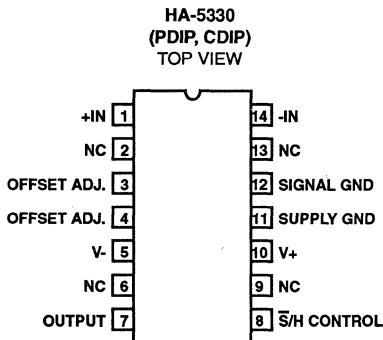 HA-5330
(PDIP, CDIP)
TOP VIEW
+IN 1 14 -IN
NC 2 13 NC
OFFSET ADJ. 3 12 SIGNAL GND
OFFSET ADJ. 4 11 SUPPLY GND
V- 5 10 V+
NC 6 9 NC
OUTPUT 7 8 S̅/H CONTROL